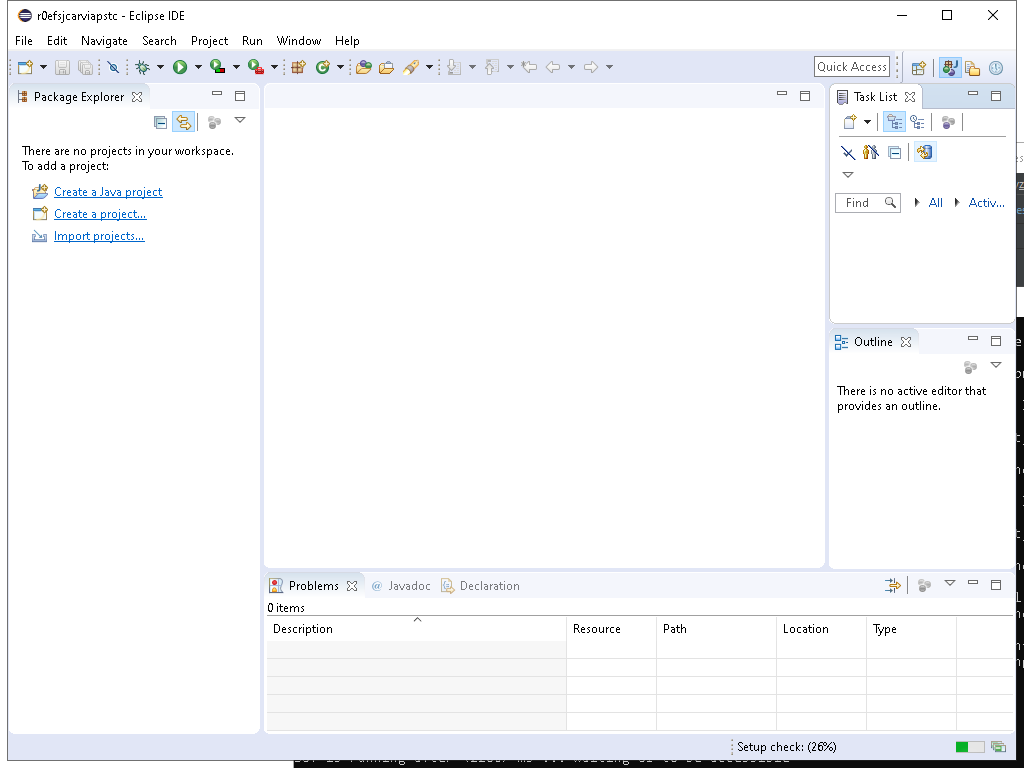 r0efsjcarviapstc - Eclipse IDE
File Edit Navigate Search Project Run Window Help
Quick Access
Package Explorer
There are no projects in your workspace.
To add a project:
Create a Java project
Create a project...
Import projects...
Task List
Find All Activ...
Outline
There is no active editor that
provides an outline.
Problems @ Javadoc Declaration
0 items
Description Resource Path Location Type
Setup check: (26%)